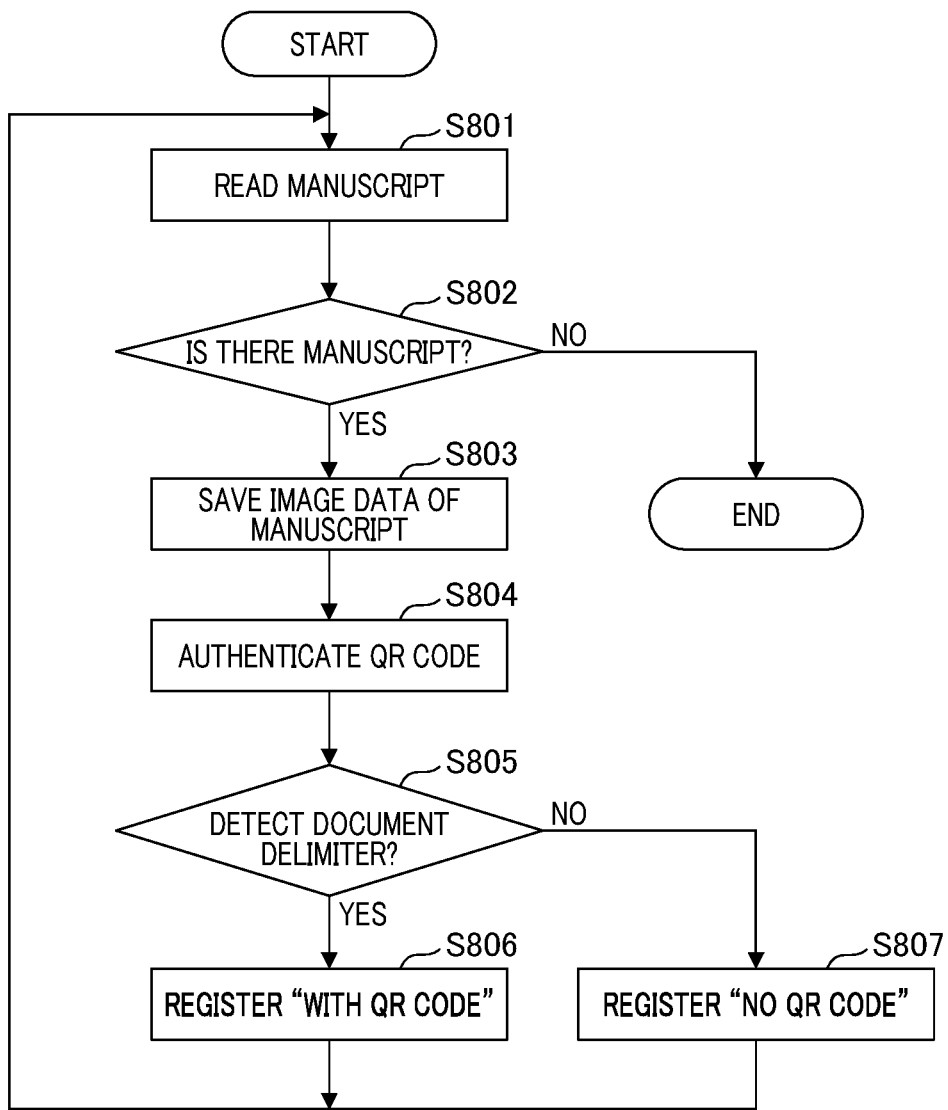 START
S801
READ MANUSCRIPT
S802
IS THERE MANUSCRIPT?
NO
YES
S803
SAVE IMAGE DATA OF
MANUSCRIPT
END
S804
AUTHENTICATE QR CODE
S805
DETECT DOCUMENT
DELIMITER?
NO
YES
S806
REGISTER “WITH QR CODE”
S807
REGISTER “NO QR CODE”